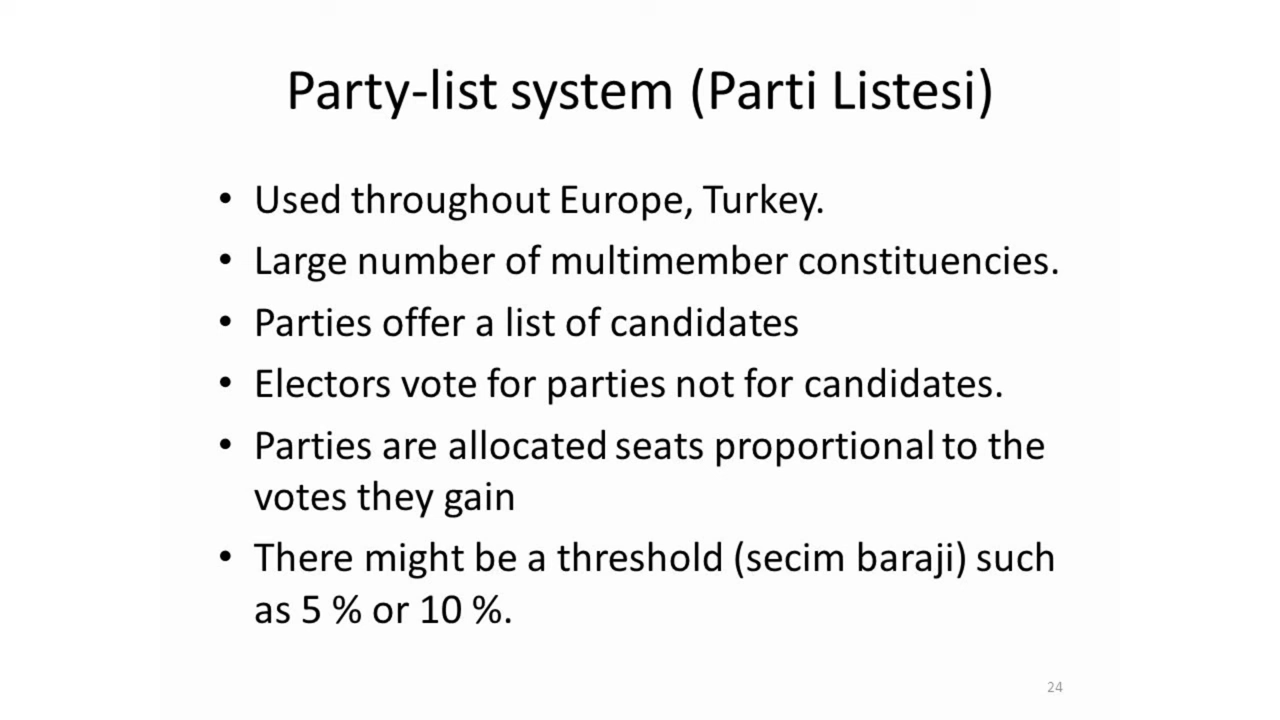 Party-list system (Parti Listesi)
• Used throughout Europe, Turkey.
• Large number of multimember constituencies.
• Parties offer a list of candidates
• Electors vote for parties not for candidates.
• Parties are allocated seats proportional to the
votes they gain
• There might be a threshold (secim baraji) such
as 5 % or 10 %.
24